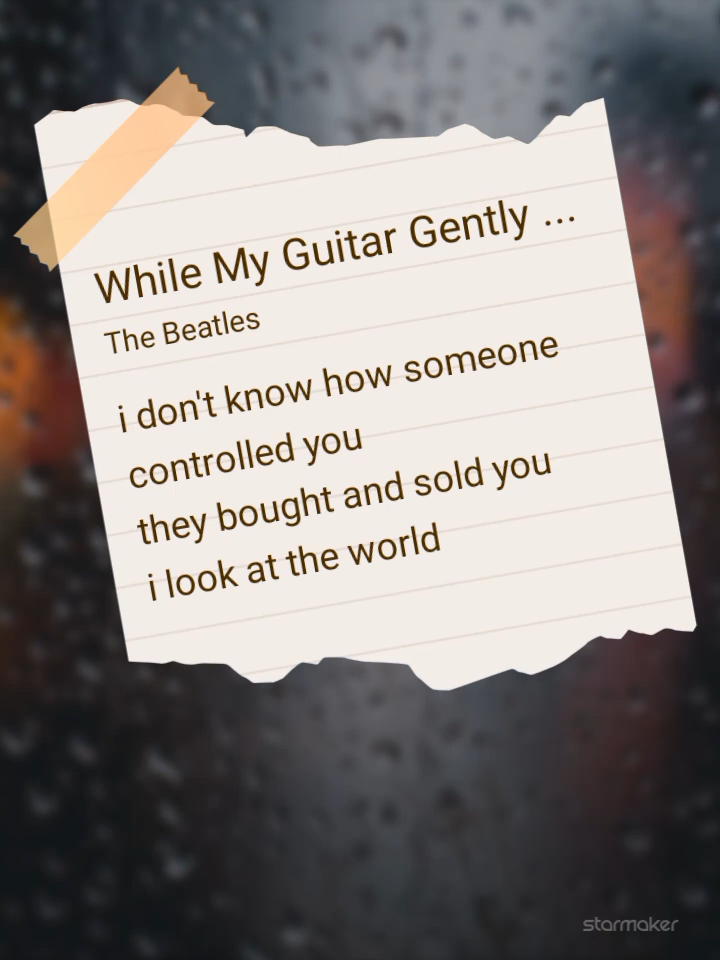 While My Guitar Gently ...
The Beatles
i don't know how someone
controlled you
they bought and sold you
i look at the world
starmaker